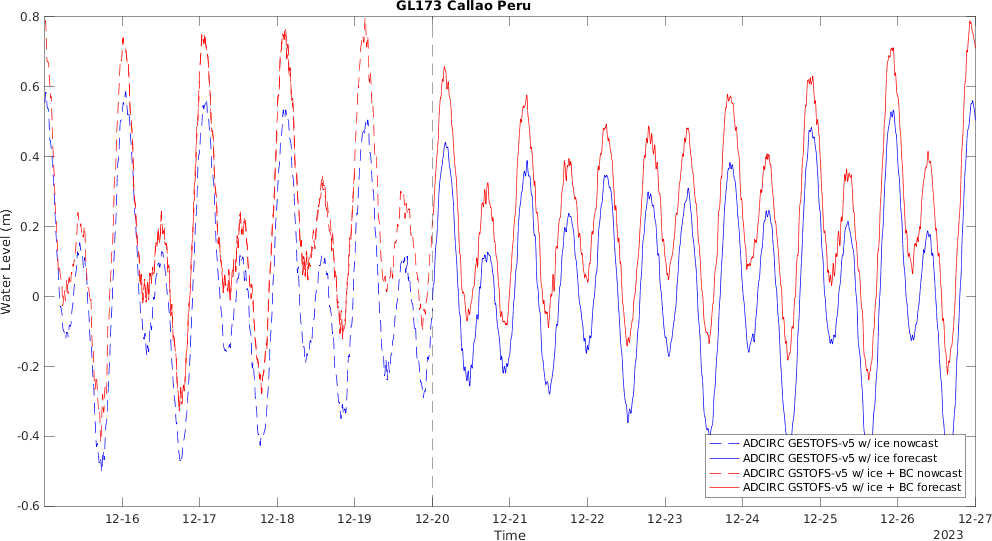 GL173 Callao Peru
0.8
0.6
0.4
0.2
0
-0.2
-0.4
-0.6
Water Level (m)
12-16 12-17 12-18 12-19 12-20 12-21 12-22 12-23 12-24 12-25 12-26 12-27
Time
2023
ADCIRC GESTOFS-v5 w/ ice nowcast
ADCIRC GESTOFS-v5 w/ ice forecast
ADCIRC GSTOFS-v5 w/ ice + BC nowcast
ADCIRC GSTOFS-v5 w/ ice + BC forecast